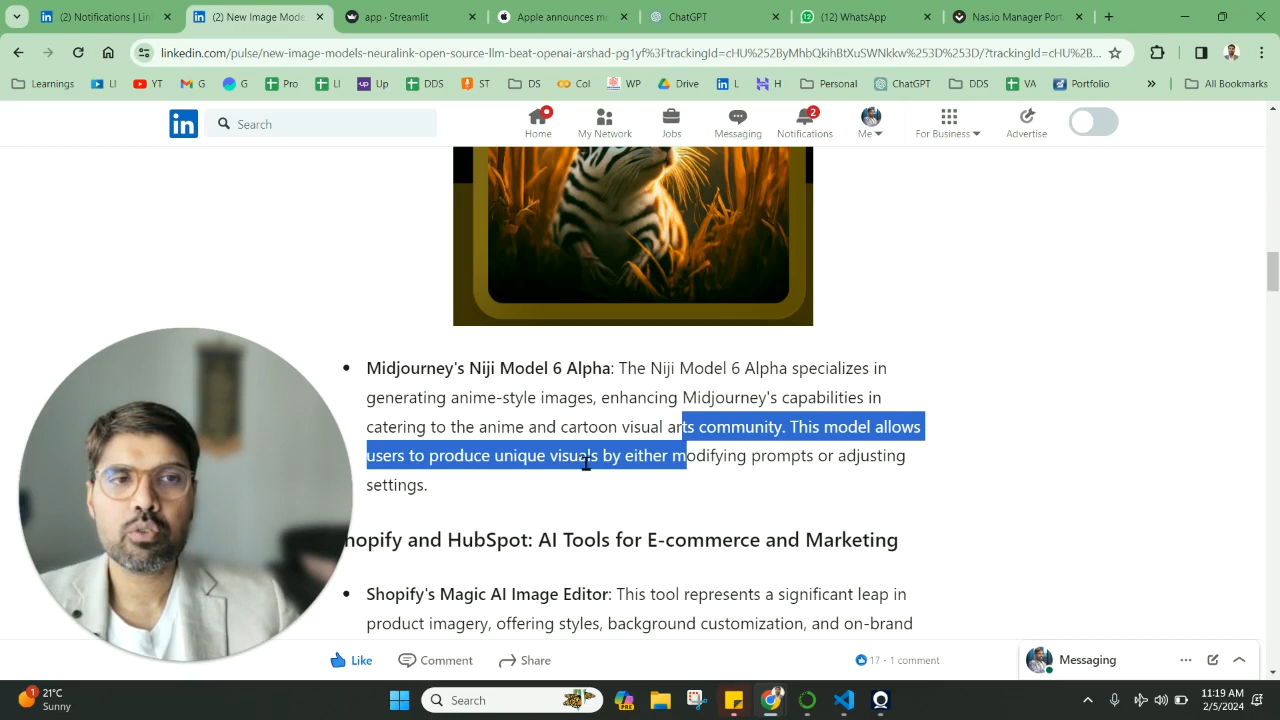 (2) Notifications | Lin
(2) New Image Mode
app · Streamlit
Apple announces m
ChatGPT
(12) WhatsApp
Nas.io Manager Port
linkedin.com/pulse/new-image-models-neuralink-open-source-llm-beat-openai-arshad-pg1yf%3FtrackingId=cHU%252ByMhbQkihBtXuSWNkkw%253D%253D/?trackingId=cHU%2B...
Learnings
LI
YT
G
G
Pro
LI
Up
DDS
ST
DS
Co
WP
Drive
L
H
Personal
ChatGPT
DDS
VA
Portfolio
»
All Bookmarks
in
Search
Home
My Network
Jobs
Messaging
2
Notifications
Me
For Business
Advertise
• Midjourney's Niji Model 6 Alpha: The Niji Model 6 Alpha specializes in
generating anime-style images, enhancing Midjourney's capabilities in
catering to the anime and cartoon visual arts community. This model allows
users to produce unique visuals by either modifying prompts or adjusting
settings.
hopify and HubSpot: AI Tools for E-commerce and Marketing
• Shopify's Magic AI Image Editor: This tool represents a significant leap in
product imagery, offering styles, background customization, and on-brand
Like
Comment
Share
17 · 1 comment
Messaging
1
21°C
Sunny
Search
PRE
11:19 AM
2/5/2024